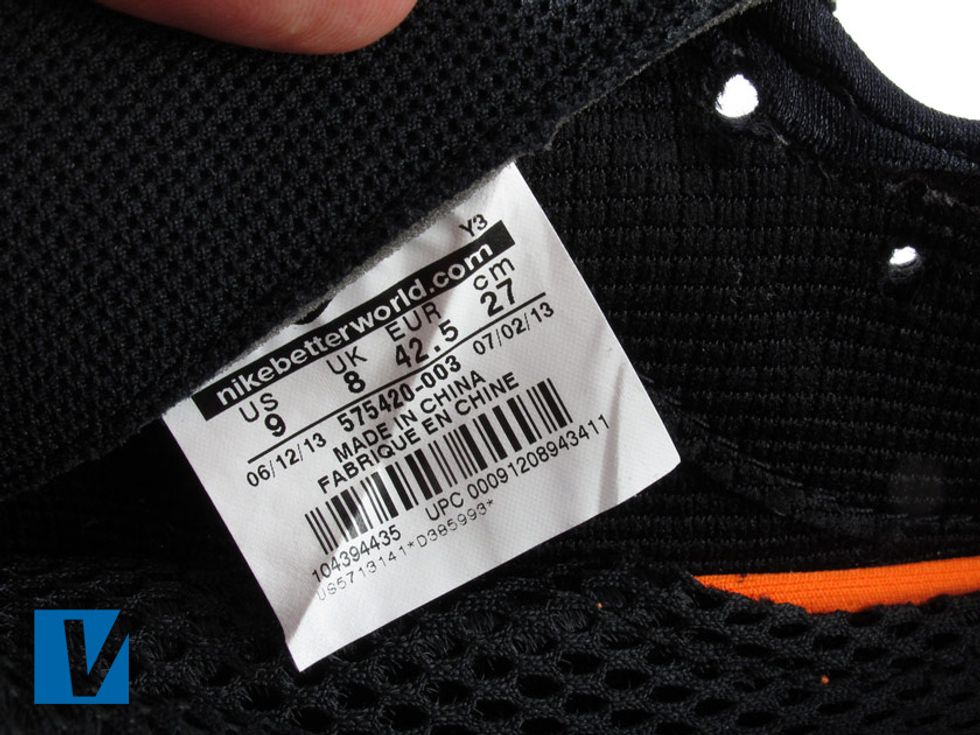 Y3
nikebetterworld.com
US UK EUR cm
9 8 42.5 27
06/12/13 575420-003 07/02/13
MADE IN CHINA
FABRIQUE EN CHINE
104394435 UPC 00091208943411
US5713141*D385993*
V